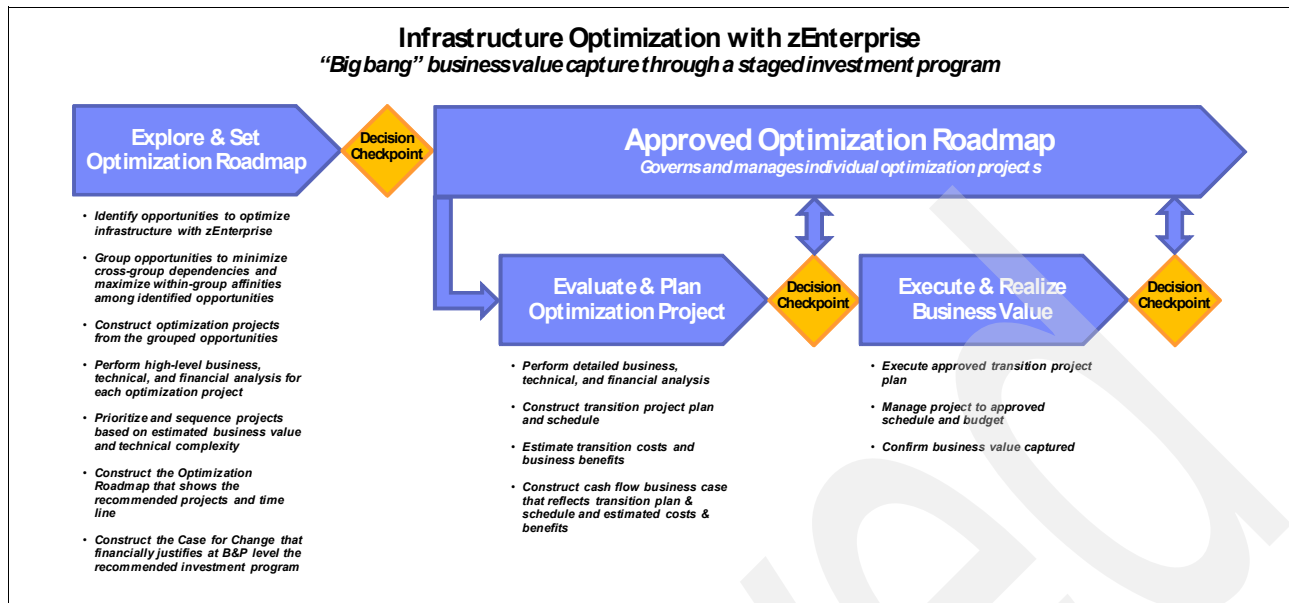 Infrastructure Optimization with zEnterprise
“Big bang” business value capture through a staged investment program
Explore & Set
Optimization Roadmap
Decision
Checkpoint
Approved Optimization Roadmap
Governs and manages individual optimization projects
• Identify opportunities to optimize
infrastructure with zEnterprise
• Group opportunities to minimize
cross-group dependencies and
maximize within-group affinities
among identified opportunities
• Construct optimization projects
from the grouped opportunities
• Perform high-level business,
technical, and financial analysis for
each optimization project
• Prioritize and sequence projects
based on estimated business value
and technical complexity
• Construct the Optimization
Roadmap that shows the
recommended projects and time
line
• Construct the Case for Change that
financially justifies at B&P level the
recommended investment program
Evaluate & Plan
Optimization Project
Decision
Checkpoint
• Perform detailed business,
technical, and financial analysis
• Construct transition project plan
and schedule
• Estimate transition costs and
business benefits
• Construct cash flow business case
that reflects transition plan &
schedule and estimated costs &
benefits
Execute & Realize
Business Value
Decision
Checkpoint
• Execute approved transition project
plan
• Manage project to approved
schedule and budget
• Confirm business value captured